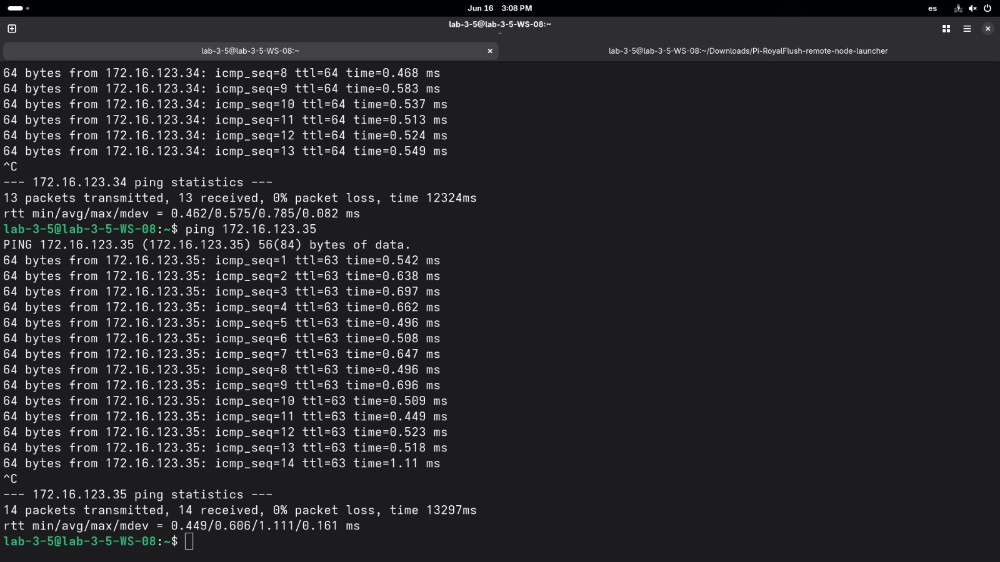 Jun 16 3:08 PM
es
lab-3-5@lab-3-5-WS-08:~
~
lab-3-5@lab-3-5-WS-08:~
lab-3-5@lab-3-5-WS-08:~/Downloads/Pi-RoyalFlush-remote-node-launcher
64 bytes from 172.16.123.34: icmp_seq=8 ttl=64 time=0.468 ms
64 bytes from 172.16.123.34: icmp_seq=9 ttl=64 time=0.583 ms
64 bytes from 172.16.123.34: icmp_seq=10 ttl=64 time=0.537 ms
64 bytes from 172.16.123.34: icmp_seq=11 ttl=64 time=0.513 ms
64 bytes from 172.16.123.34: icmp_seq=12 ttl=64 time=0.524 ms
64 bytes from 172.16.123.34: icmp_seq=13 ttl=64 time=0.549 ms
^C
--- 172.16.123.34 ping statistics ---
13 packets transmitted, 13 received, 0% packet loss, time 12324ms
rtt min/avg/max/mdev = 0.462/0.575/0.785/0.082 ms
lab-3-5@lab-3-5-WS-08:~$ ping 172.16.123.35
PING 172.16.123.35 (172.16.123.35) 56(84) bytes of data.
64 bytes from 172.16.123.35: icmp_seq=1 ttl=63 time=0.542 ms
64 bytes from 172.16.123.35: icmp_seq=2 ttl=63 time=0.638 ms
64 bytes from 172.16.123.35: icmp_seq=3 ttl=63 time=0.697 ms
64 bytes from 172.16.123.35: icmp_seq=4 ttl=63 time=0.662 ms
64 bytes from 172.16.123.35: icmp_seq=5 ttl=63 time=0.496 ms
64 bytes from 172.16.123.35: icmp_seq=6 ttl=63 time=0.508 ms
64 bytes from 172.16.123.35: icmp_seq=7 ttl=63 time=0.647 ms
64 bytes from 172.16.123.35: icmp_seq=8 ttl=63 time=0.496 ms
64 bytes from 172.16.123.35: icmp_seq=9 ttl=63 time=0.696 ms
64 bytes from 172.16.123.35: icmp_seq=10 ttl=63 time=0.509 ms
64 bytes from 172.16.123.35: icmp_seq=11 ttl=63 time=0.449 ms
64 bytes from 172.16.123.35: icmp_seq=12 ttl=63 time=0.523 ms
64 bytes from 172.16.123.35: icmp_seq=13 ttl=63 time=0.518 ms
64 bytes from 172.16.123.35: icmp_seq=14 ttl=63 time=1.11 ms
^C
--- 172.16.123.35 ping statistics ---
14 packets transmitted, 14 received, 0% packet loss, time 13297ms
rtt min/avg/max/mdev = 0.449/0.606/1.111/0.161 ms
lab-3-5@lab-3-5-WS-08:~$